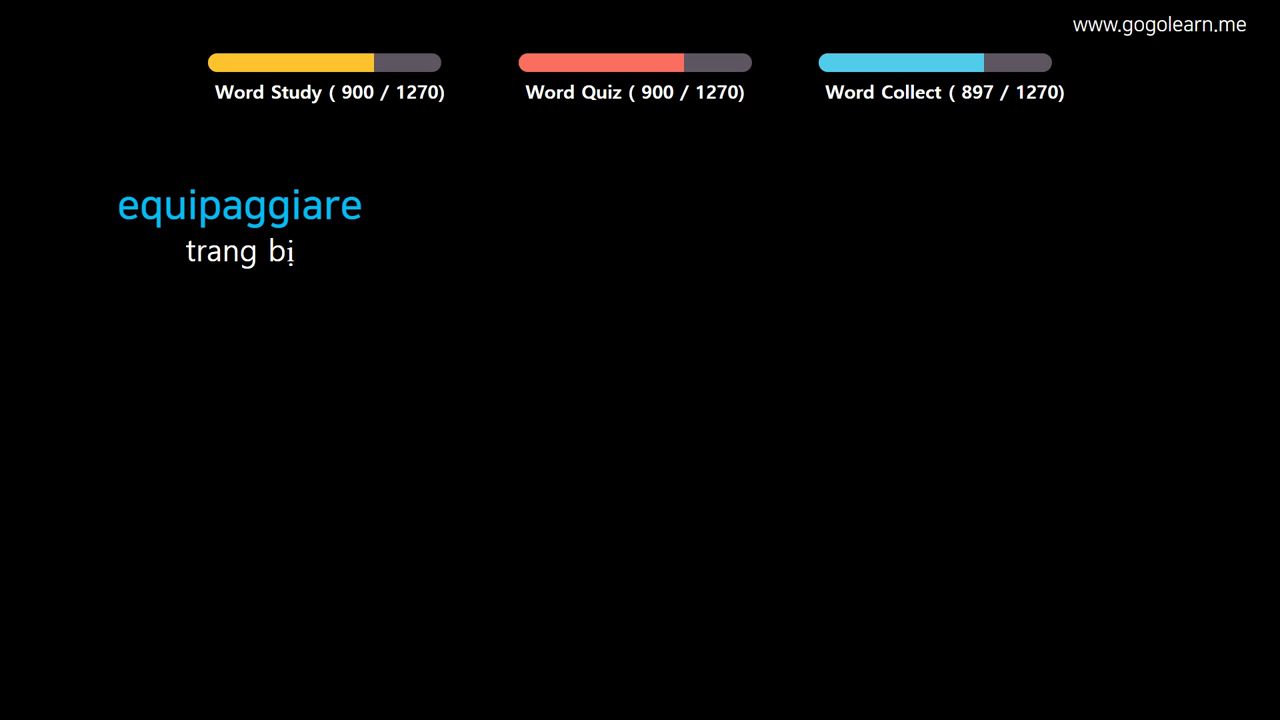 www.gogolearn.me
Word Study ( 900 / 1270)
Word Quiz ( 900 / 1270)
Word Collect ( 897 / 1270)
equipaggiare
trang bị